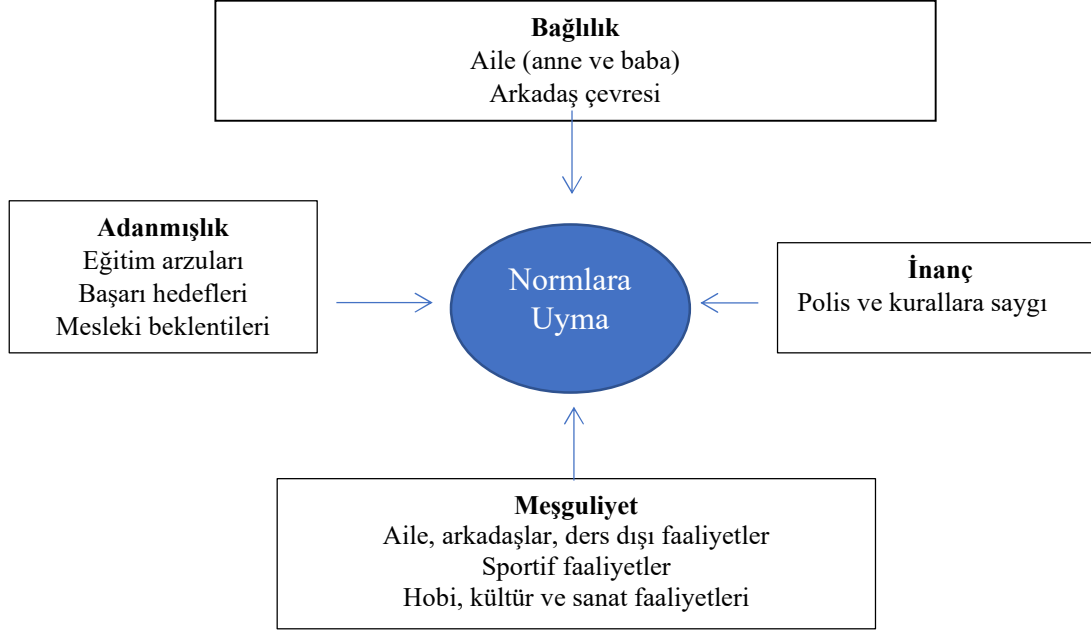 Bağlılık
Aile (anne ve baba)
Arkadaş çevresi
Adanmışlık
Eğitim arzuları
Başarı hedefleri
Mesleki beklentileri
Normlara
Uyma
İnanç
Polis ve kurallara saygı
Meşguliyet
Aile, arkadaşlar, ders dışı faaliyetler
Sportif faaliyetler
Hobi, kültür ve sanat faaliyetleri